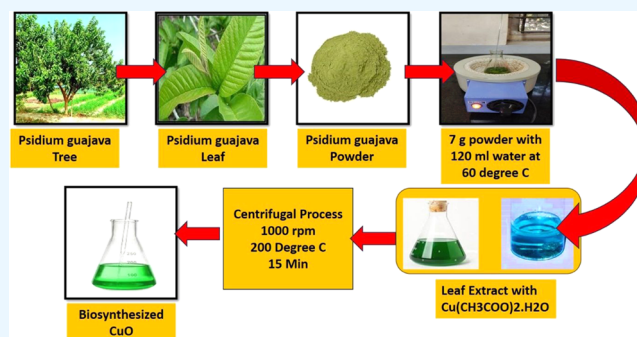 Psidium guajava
Tree
Psidium guajava
Leaf
Psidium guajava
Powder
7 g powder with
120 ml water at
60 degree C
Leaf Extract with
Cu(CH3COO)2.H2O
Centrifugal Process
1000 rpm
200 Degree C
15 Min
Biosynthesized
CuO